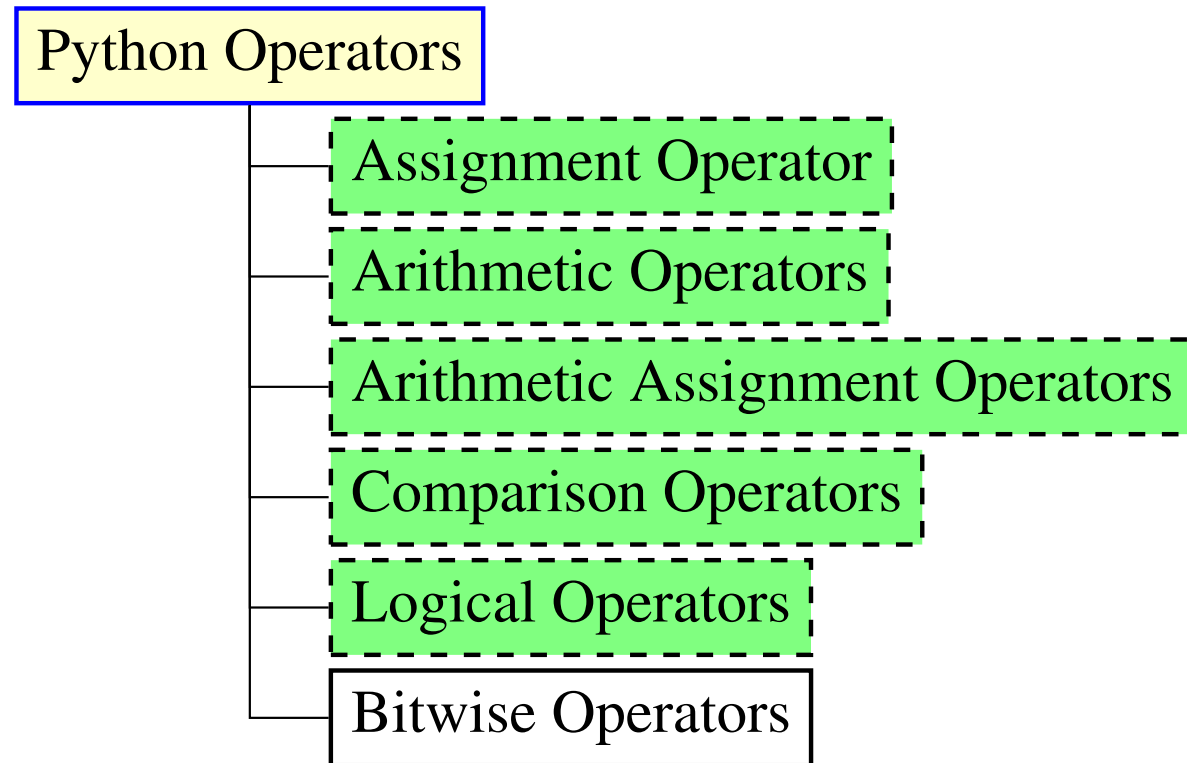 Python Operators
Assignment Operator
Arithmetic Operators
Arithmetic Assignment Operators
Comparison Operators
Logical Operators
Bitwise Operators